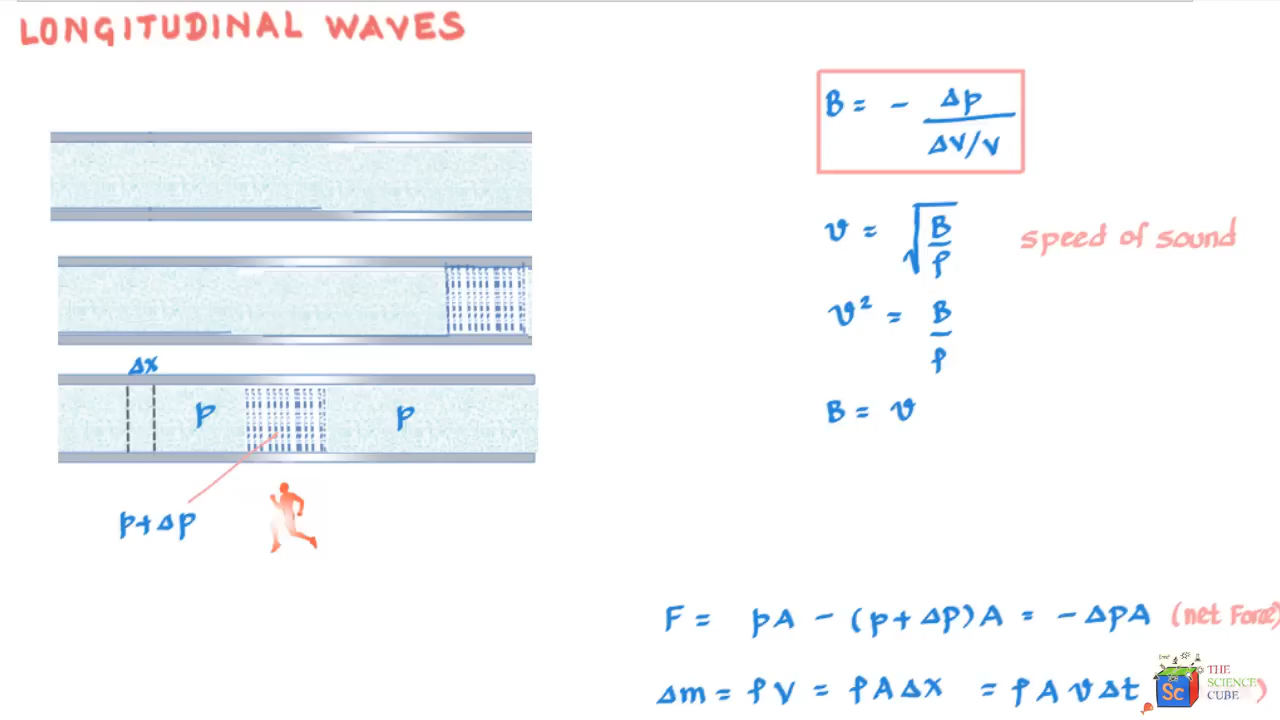 LONGITUDINAL WAVES
B = - Δp
ΔV/V
v = √B/ρ speed of sound
v² = B/ρ
B = v
Δx
p p
p+Δp
F = pA - (p+Δp)A = -ΔpA (net Force)
Δm = ρV = ρAΔx = ρAvΔt )
Sc THE SCIENCE CUBE